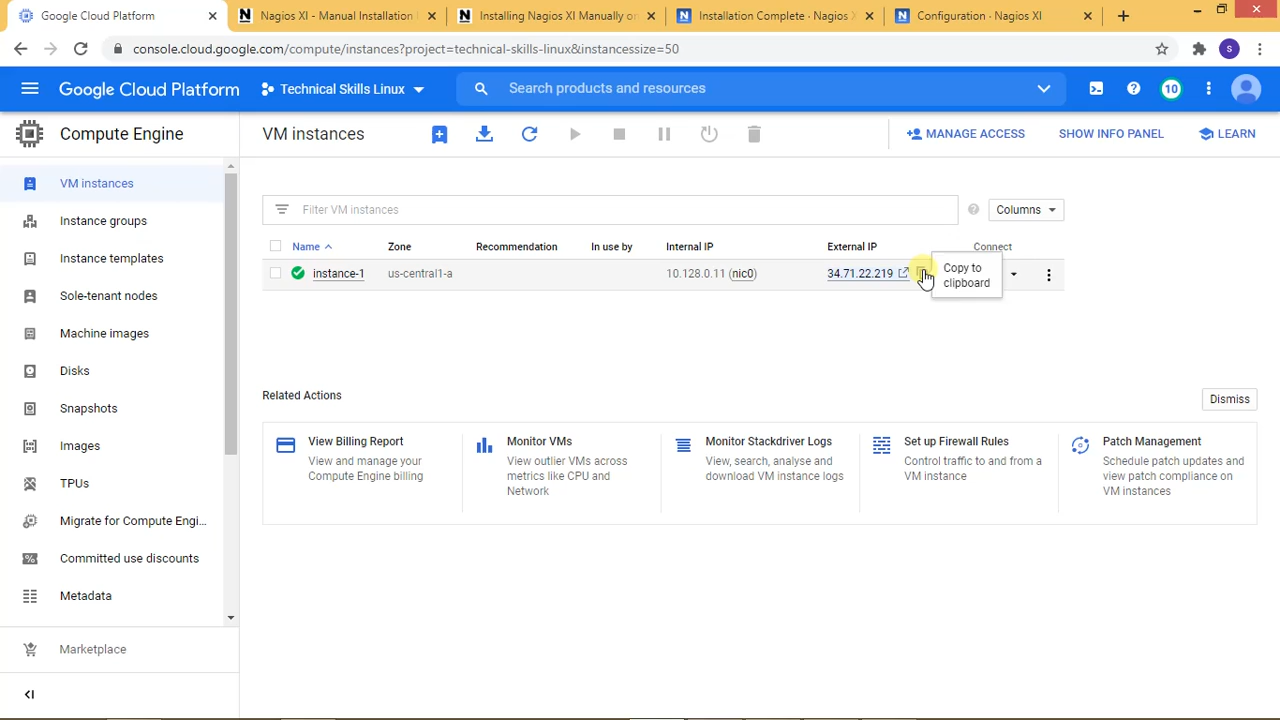 Google Cloud Platform
Nagios XI - Manual Installation
Installing Nagios XI Manually on
Installation Complete · Nagios X
Configuration · Nagios XI
console.cloud.google.com/compute/instances?project=technical-skills-linux&instancessize=50
S
Google Cloud Platform
Technical Skills Linux
Search products and resources
10
Compute Engine
VM instances
MANAGE ACCESS
SHOW INFO PANEL
LEARN
VM instances
Instance groups
Instance templates
Sole-tenant nodes
Machine images
Disks
Snapshots
Images
TPUs
Migrate for Compute Engi...
Committed use discounts
Metadata
Marketplace
Filter VM instances
Columns
Name
Zone
Recommendation
In use by
Internal IP
External IP
Connect
instance-1
us-central1-a
10.128.0.11 (nic0)
34.71.22.219
Copy to
clipboard
Related Actions
Dismiss
View Billing Report
View and manage your
Compute Engine billing
Monitor VMs
View outlier VMs across
metrics like CPU and
Network
Monitor Stackdriver Logs
View, search, analyse and
download VM instance logs
Set up Firewall Rules
Control traffic to and from a
VM instance
Patch Management
Schedule patch updates and
view patch compliance on
VM instances